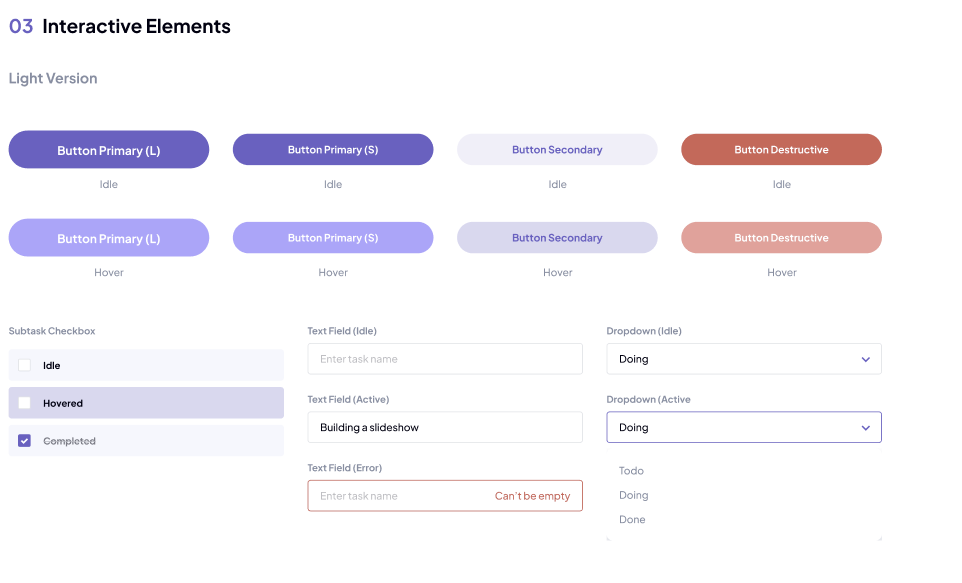 03 Interactive Elements
Light Version
Button Primary (L)
Button Primary (S)
Button Secondary
Button Destructive
Idle
Idle
Idle
Idle
Button Primary (L)
Button Primary (S)
Button Secondary
Button Destructive
Hover
Hover
Hover
Hover
Subtask Checkbox
Idle
Hovered
Completed
Text Field (Idle)
Enter task name
Text Field (Active)
Building a slideshow
Text Field (Error)
Enter task name
Can't be empty
Dropdown (Idle)
Doing
Dropdown (Active
Doing
Todo
Doing
Done